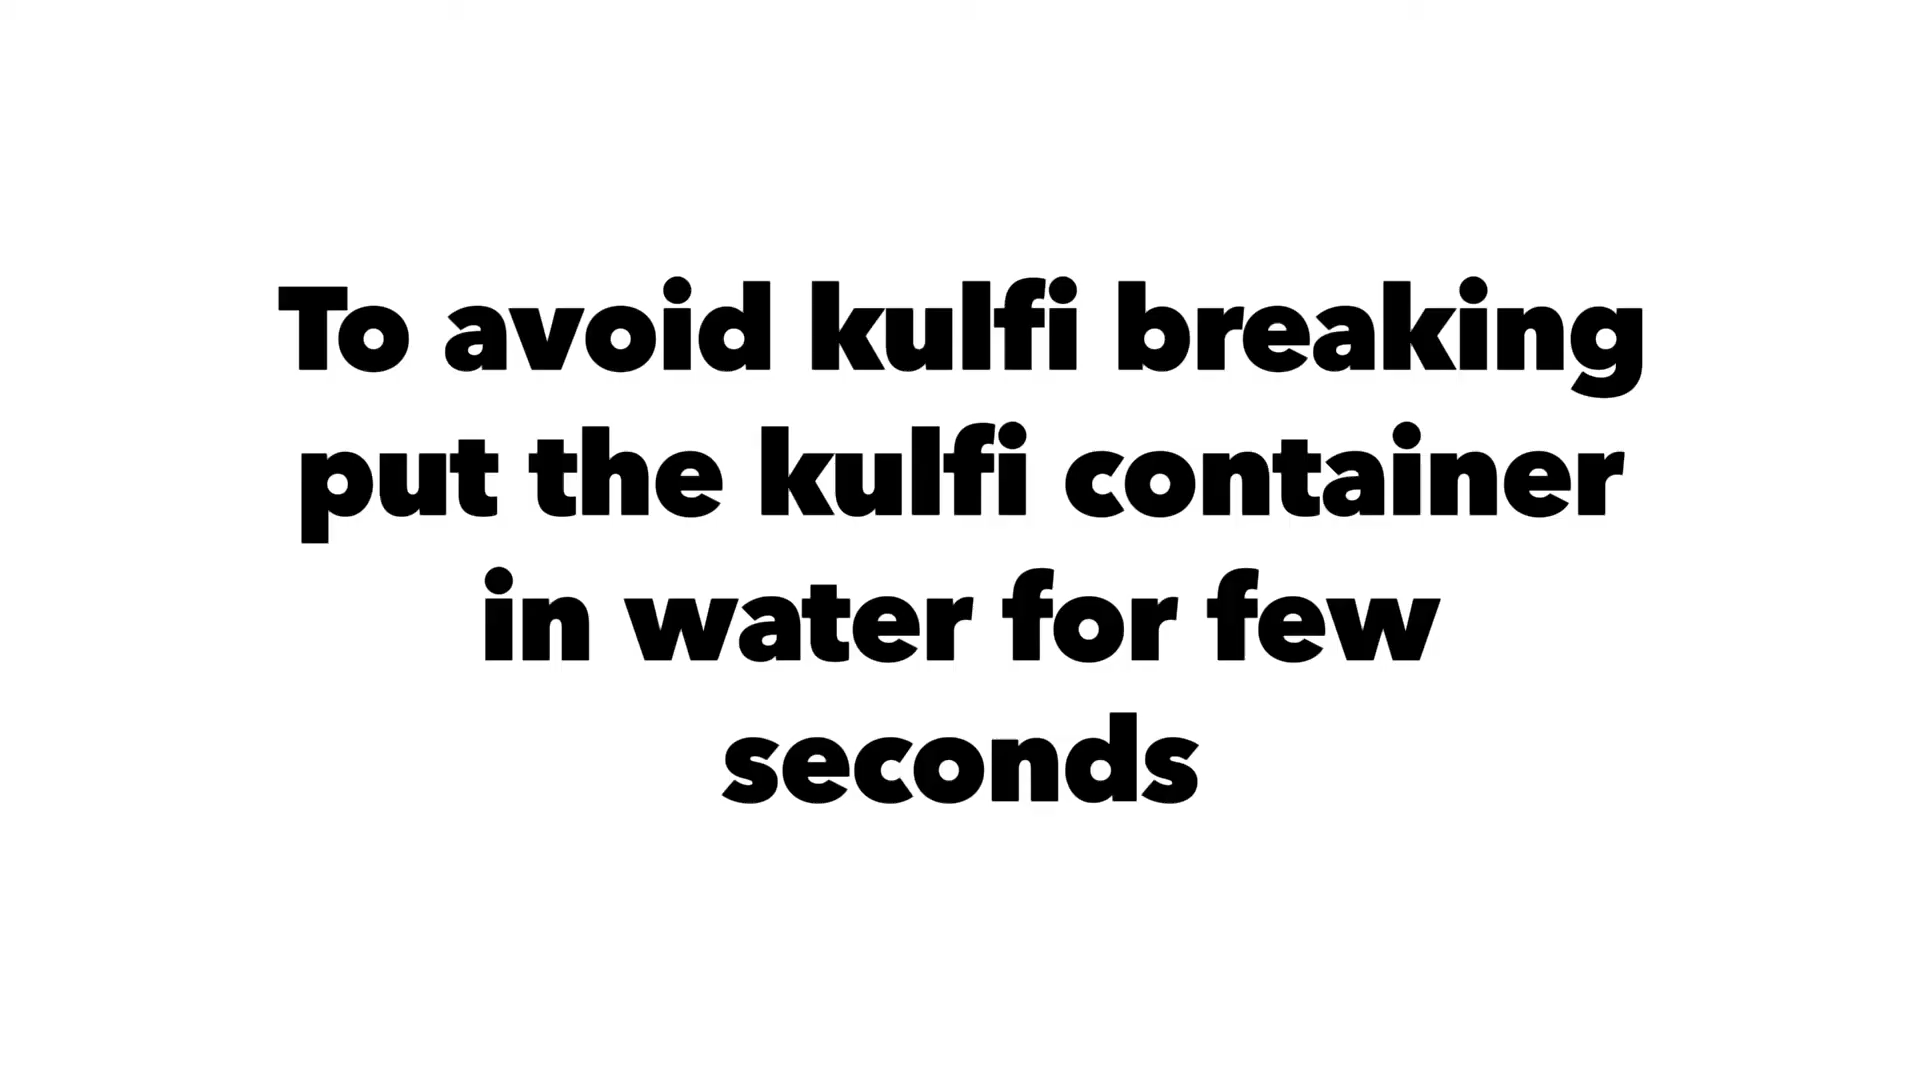 To avoid kulfi breaking
put the kulfi container
in water for few
seconds